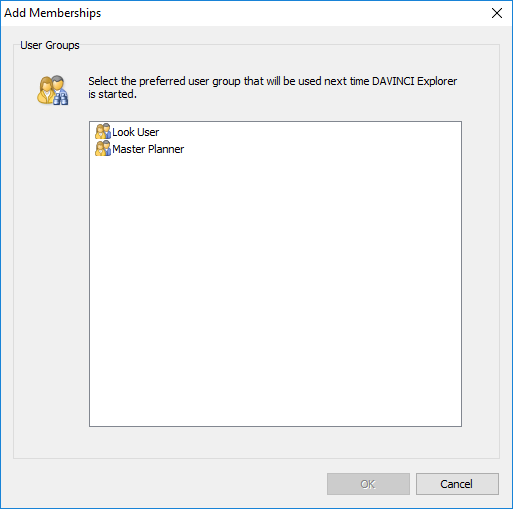 Add Memberships
User Groups
Select the preferred user group that will be used next time DAVINCI Explorer
is started.
Look User
Master Planner
OK
Cancel